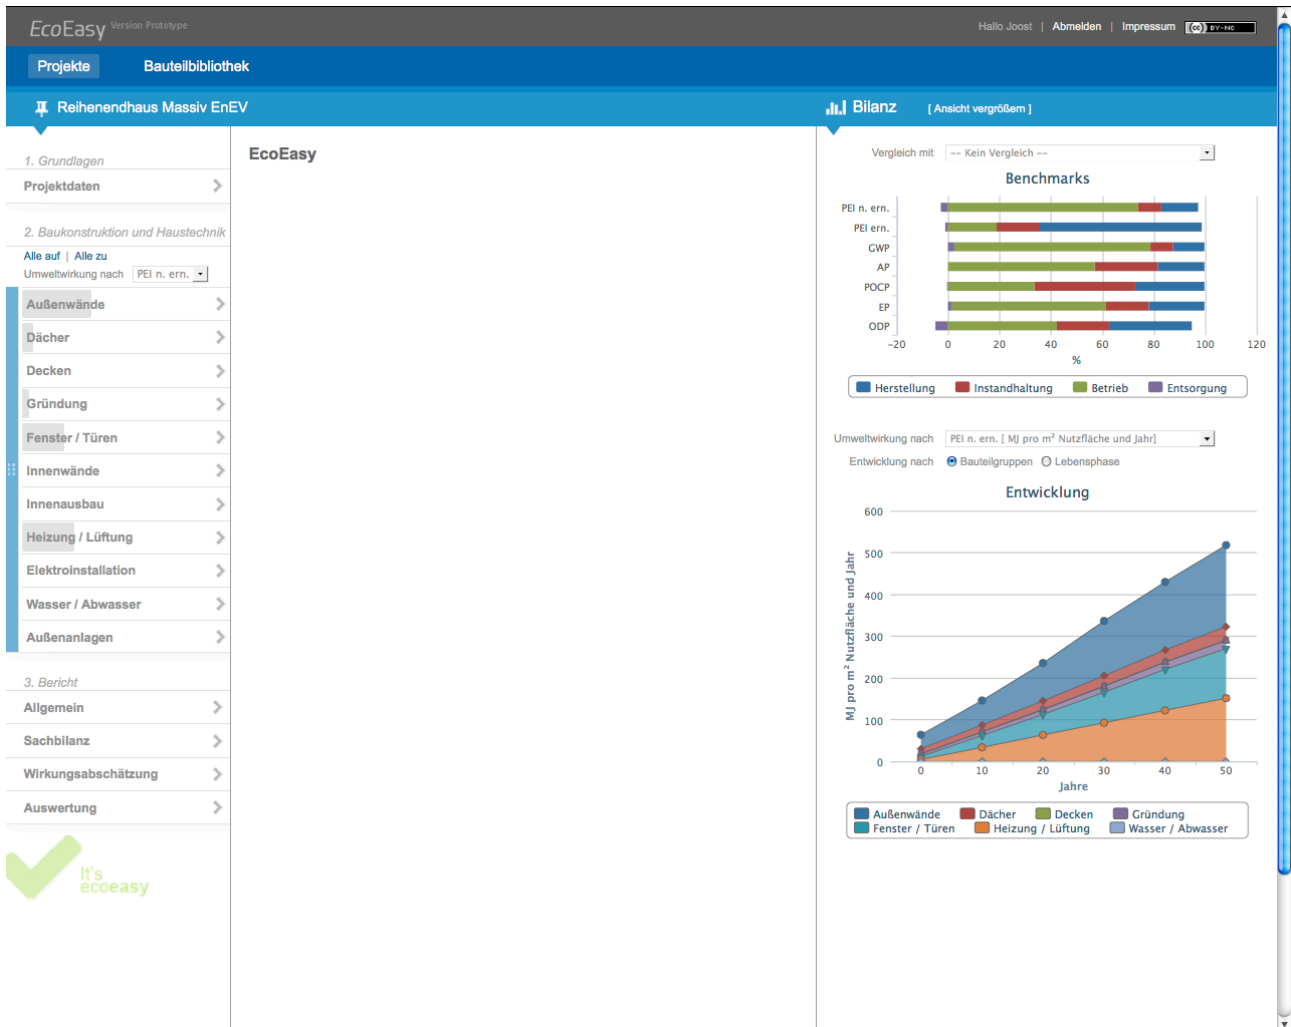 EcoEasy Version Prototype
Hallo Joost | Abmelden | Impressum (cc) BY-NC
Projekte Bauteilbibliothek
Reihenendhaus Massiv EnEV
Bilanz [ Ansicht vergrößern ]
1. Grundlagen
Projektdaten
2. Baukonstruktion und Haustechnik
Alle auf | Alle zu
Umweltwirkung nach PEI n. ern.
Außenwände
Dächer
Decken
Gründung
Fenster / Türen
Innenwände
Innenausbau
Heizung / Lüftung
Elektroinstallation
Wasser / Abwasser
Außenanlagen
3. Bericht
Allgemein
Sachbilanz
Wirkungsabschätzung
Auswertung
It's
ecoeasy
EcoEasy
Vergleich mit -- Kein Vergleich --
Benchmarks
PEI n. ern.
PEI ern.
GWP
AP
POCP
EP
ODP
-20 0 20 40 60 80 100 120
%
Herstellung Instandhaltung Betrieb Entsorgung
Umweltwirkung nach PEI n. ern. [ MJ pro m² Nutzfläche und Jahr]
Entwicklung nach Bauteilgruppen Lebensphase
Entwicklung
MJ pro m² Nutzfläche und Jahr
600
500
400
300
200
100
0
0 10 20 30 40 50
Jahre
Außenwände Dächer Decken Gründung
Fenster / Türen Heizung / Lüftung Wasser / Abwasser